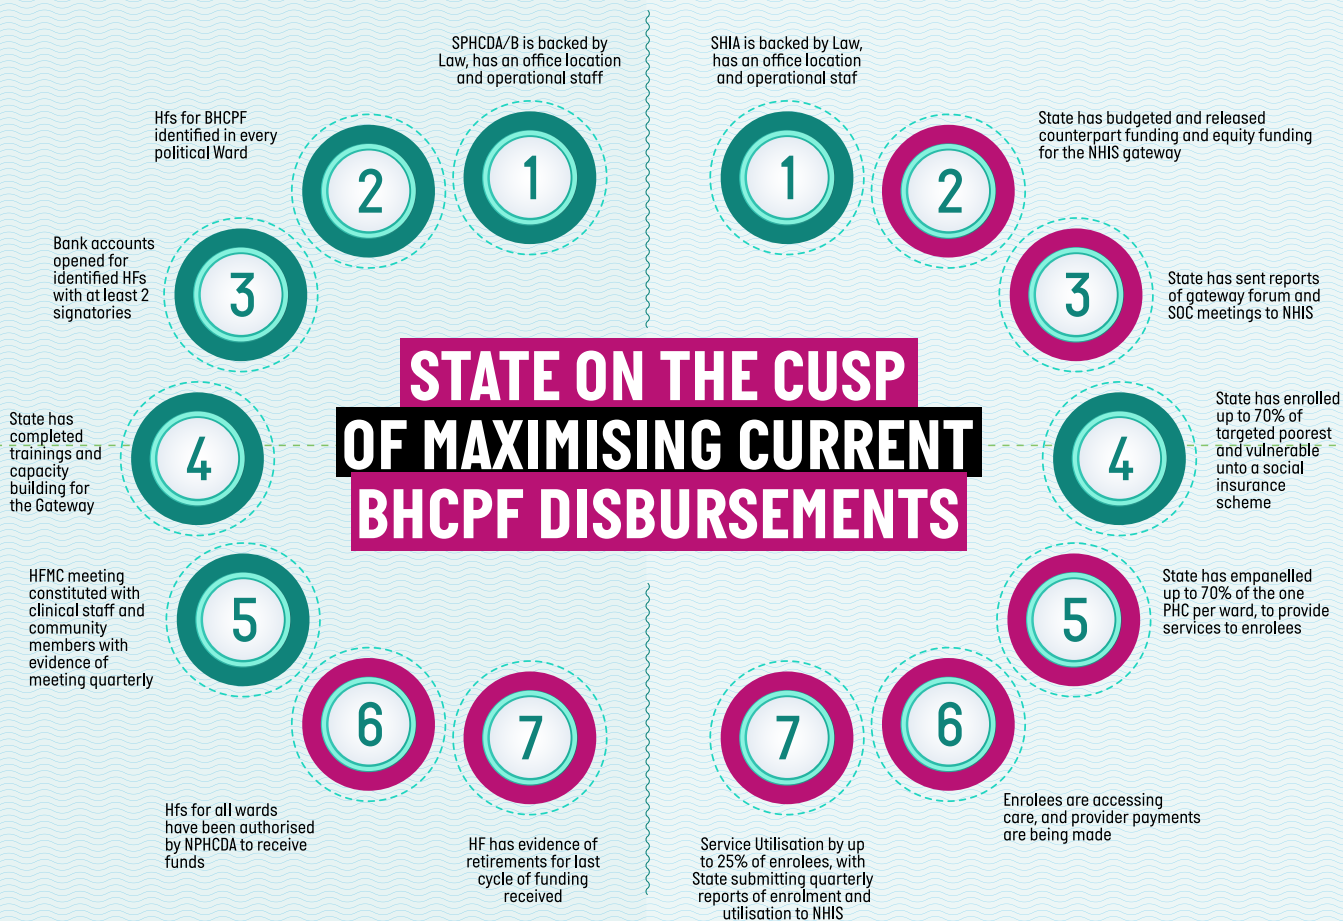 SPHCDA/B is backed by
Law, has an office location
and operational staff
1
Hfs for BHCPF
identified in every
political Ward
2
Bank accounts
opened for
identified HFs
with at least 2
signatories
3
State has
completed
trainings and
capacity
building for
the Gateway
4
HFMC meeting
constituted with
clinical staff and
community
members with
evidence of
meeting quarterly
5
6
Hfs for all wards
have been authorised
by NPHCDA to receive
funds
7
HF has evidence of
retirements for last
cycle of funding
received
STATE ON THE CUSP
OF MAXIMISING CURRENT
BHCPF DISBURSEMENTS
SHIA is backed by Law,
has an office location
and operational staf
1
State has budgeted and released
counterpart funding and equity funding
for the NHIS gateway
2
3
State has sent reports
of gateway forum and
SOC meetings to NHIS
4
State has enrolled
up to 70% of
targeted poorest
and vulnerable
unto a social
insurance
scheme
5
State has empanelled
up to 70% of the one
PHC per ward, to provide
services to enrolees
6
Enrolees are accessing
care, and provider payments
are being made
7
Service Utilisation by up
to 25% of enrolees, with
State submitting quarterly
reports of enrolment and
utilisation to NHIS